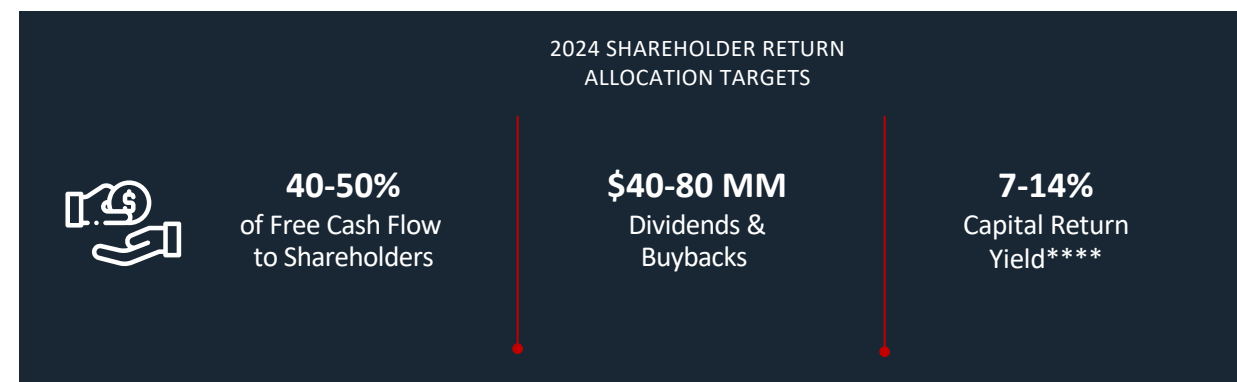 2024 SHAREHOLDER RETURN
ALLOCATION TARGETS
$
40-50%
of Free Cash Flow
to Shareholders
$40-80 MM
Dividends &
Buybacks
7-14%
Capital Return
Yield****